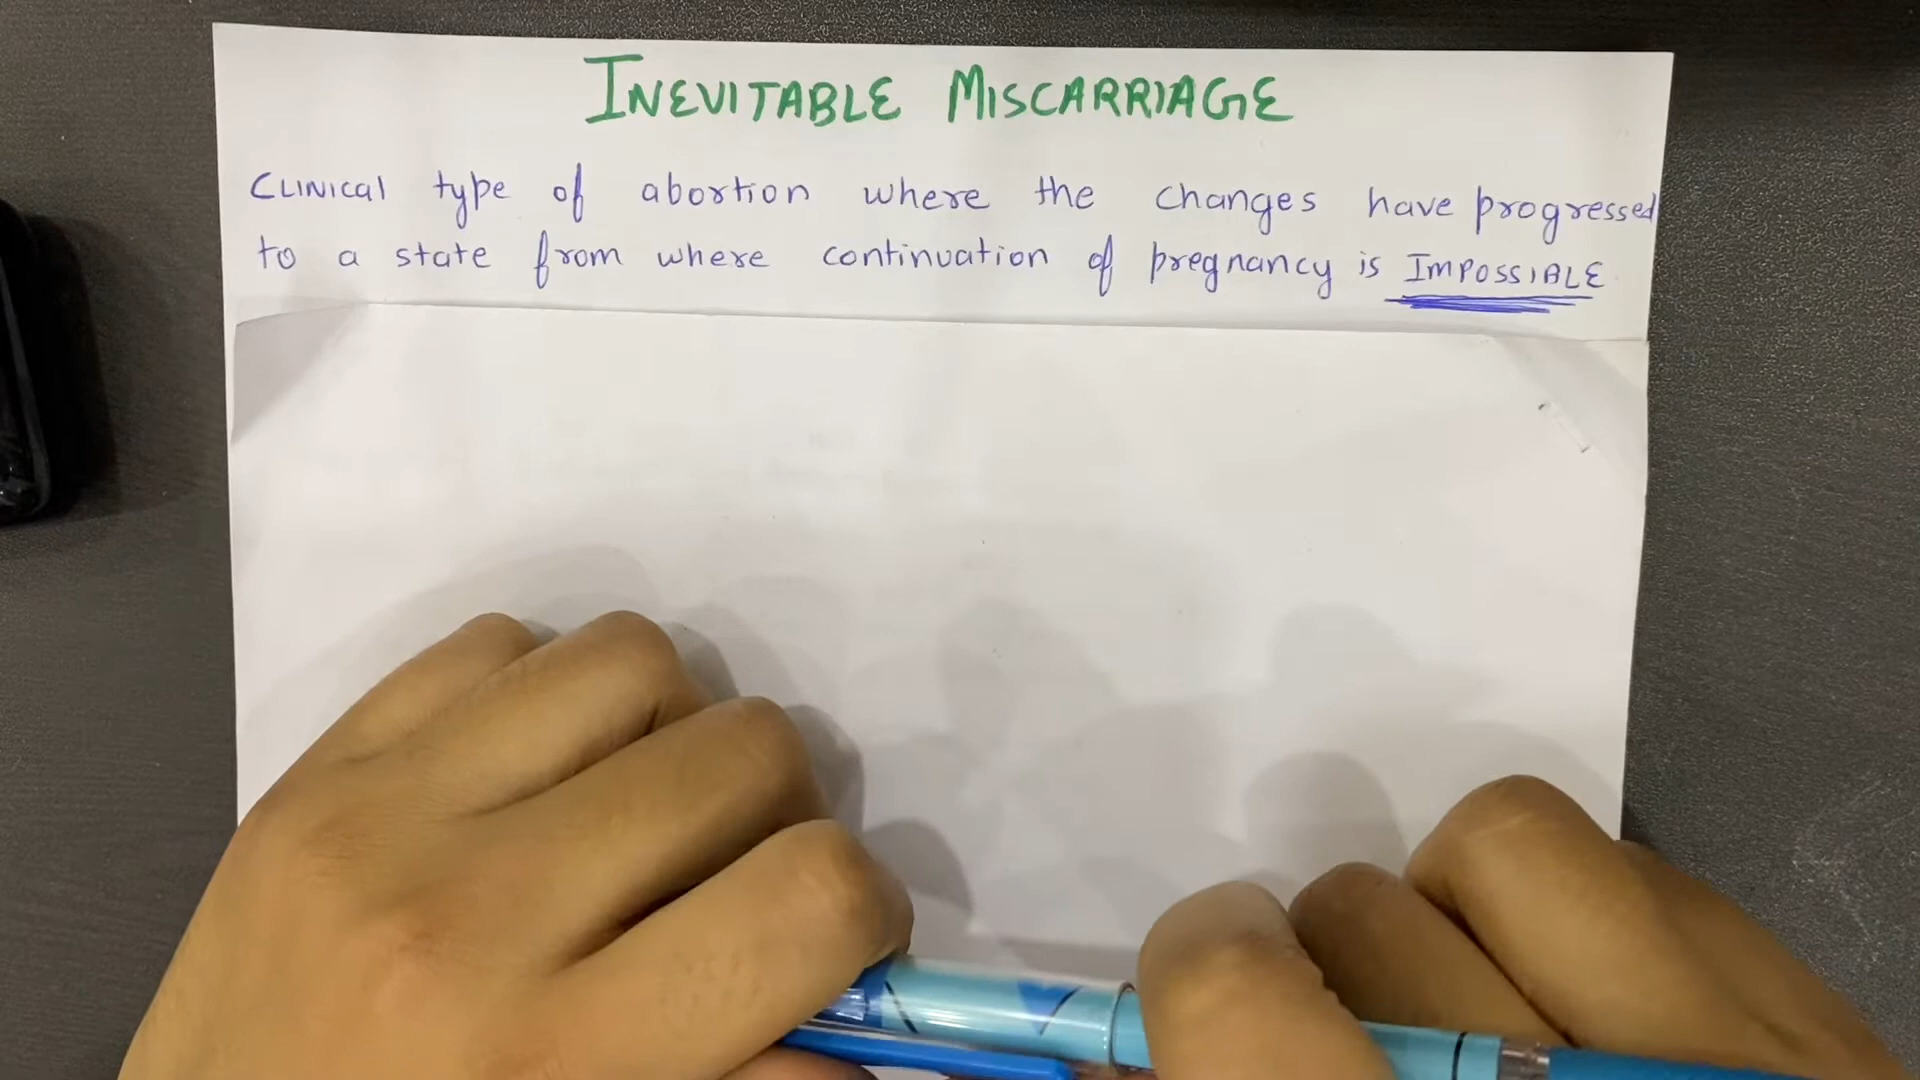 INEVITABLE MISCARRIAGE
CLINICAL type of abortion where the changes have progressed
to a state from where continuation of pregnancy is IMPOSSIBLE